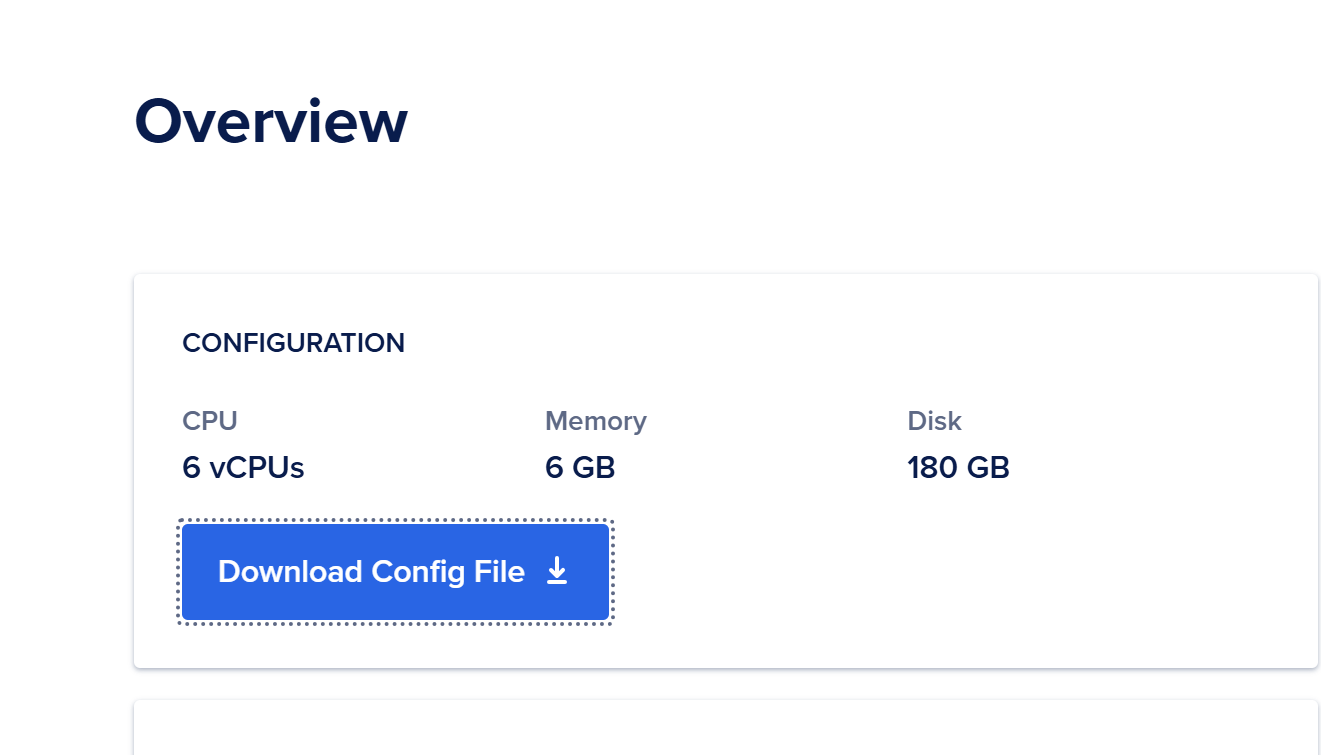 Overview
CONFIGURATION
CPU Memory Disk
6 vCPUs 6 GB 180 GB
Download Config File